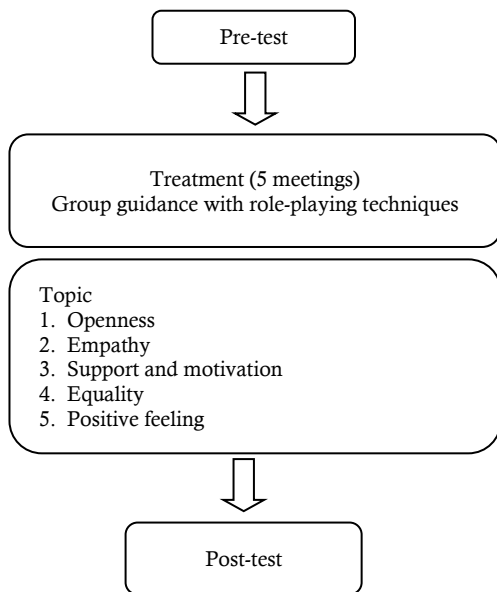 Pre-test
Treatment (5 meetings)
Group guidance with role-playing techniques
Topic
1. Openness
2. Empathy
3. Support and motivation
4. Equality
5. Positive feeling
Post-test